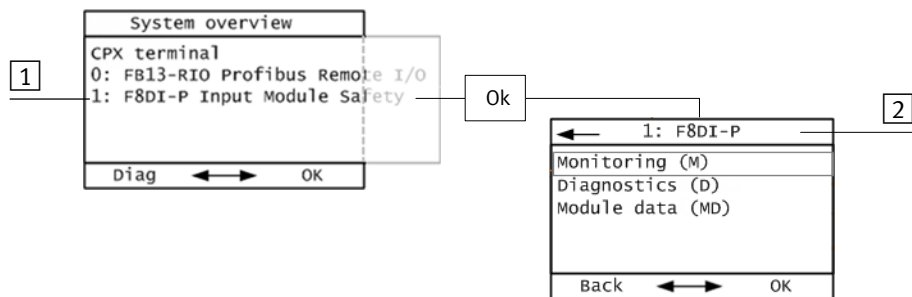 System overview
CPX terminal
0: FB13-RIO Profibus Remote I/O
1: F8DI-P Input Module Safety
Diag OK
1
Ok
2
1: F8DI-P
Monitoring (M)
Diagnostics (D)
Module data (MD)
Back OK